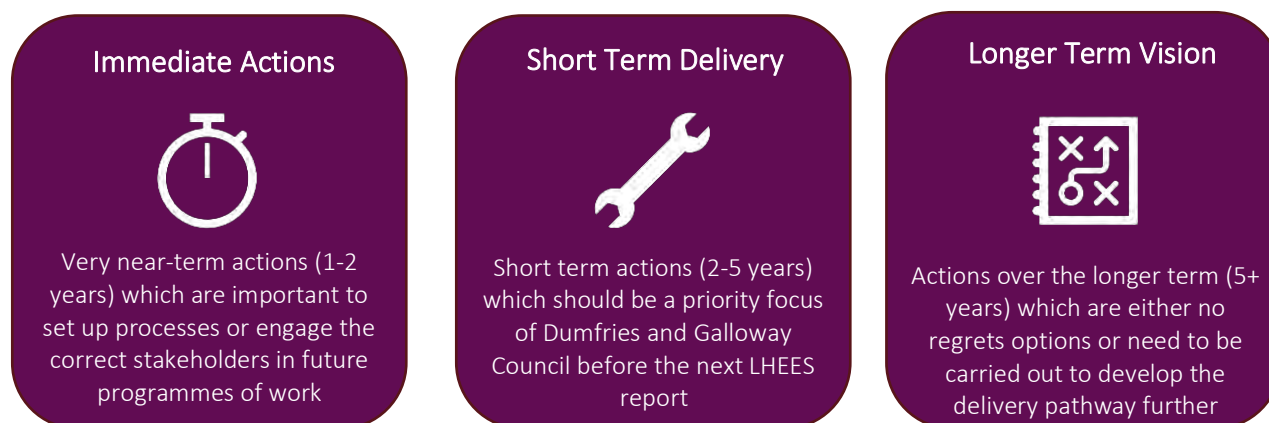 Immediate Actions
Very near-term actions (1-2
years) which are important to
set up processes or engage the
correct stakeholders in future
programmes of work
Short Term Delivery
Short term actions (2-5 years)
which should be a priority focus
of Dumfries and Galloway
Council before the next LHEES
report
Longer Term Vision
Actions over the longer term (5+
years) which are either no
regrets options or need to be
carried out to develop the
delivery pathway further